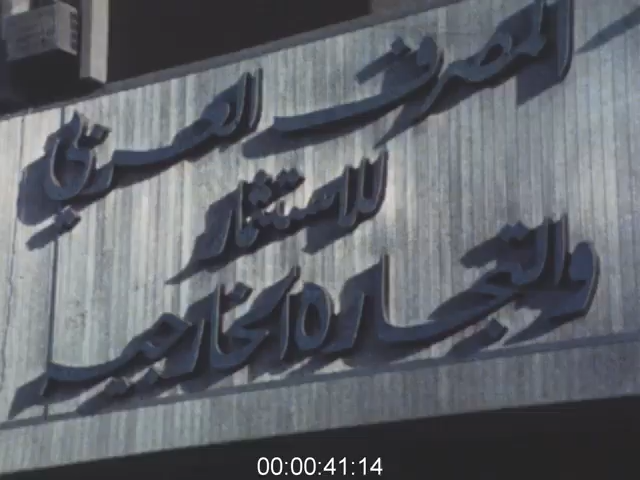 المصرف العربي
للاستثمار
والتجارة الخارجية
00:00:41:14